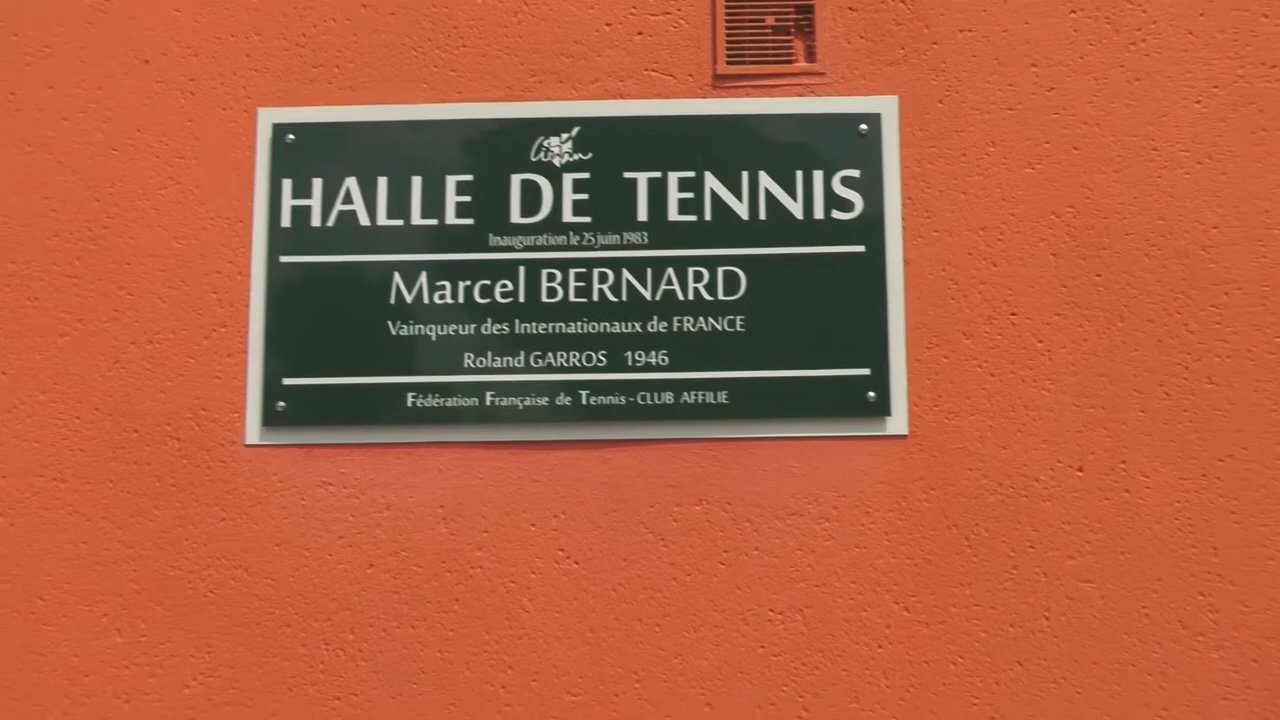 HALLE DE TENNIS
Inauguration le 25 juin 1983
Marcel BERNARD
Vainqueur des Internationaux de FRANCE
Roland GARROS 1946
Fédération Française de Tennis - CLUB AFFILIE